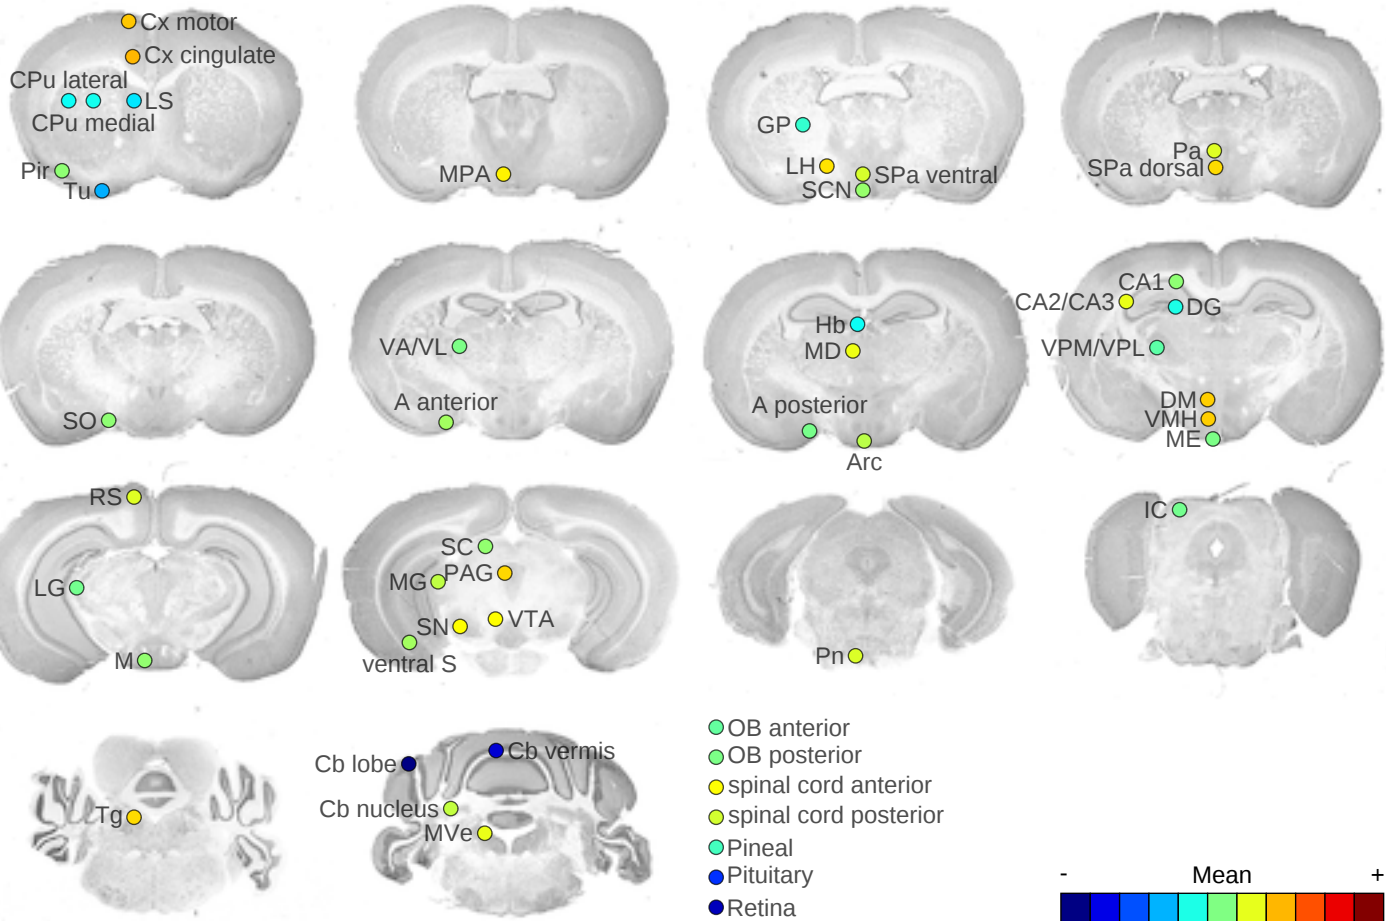 Cx motor
Cx cingulate
CPu lateral
LS
CPu medial
Pir
Tu
MPA
GP
LH
SPa ventral
SCN
Pa
SPa dorsal
SO
VA/VL
A anterior
Hb
MD
A posterior
Arc
CA1
CA2/CA3
DG
VPM/VPL
DM
VMH
ME
RS
LG
M
SC
MG
PAG
SN
VTA
ventral S
Pn
IC
Tg
Cb lobe
Cb vermis
Cb nucleus
MVe
OB anterior
OB posterior
spinal cord anterior
spinal cord posterior
Pineal
Pituitary
Retina
- Mean +